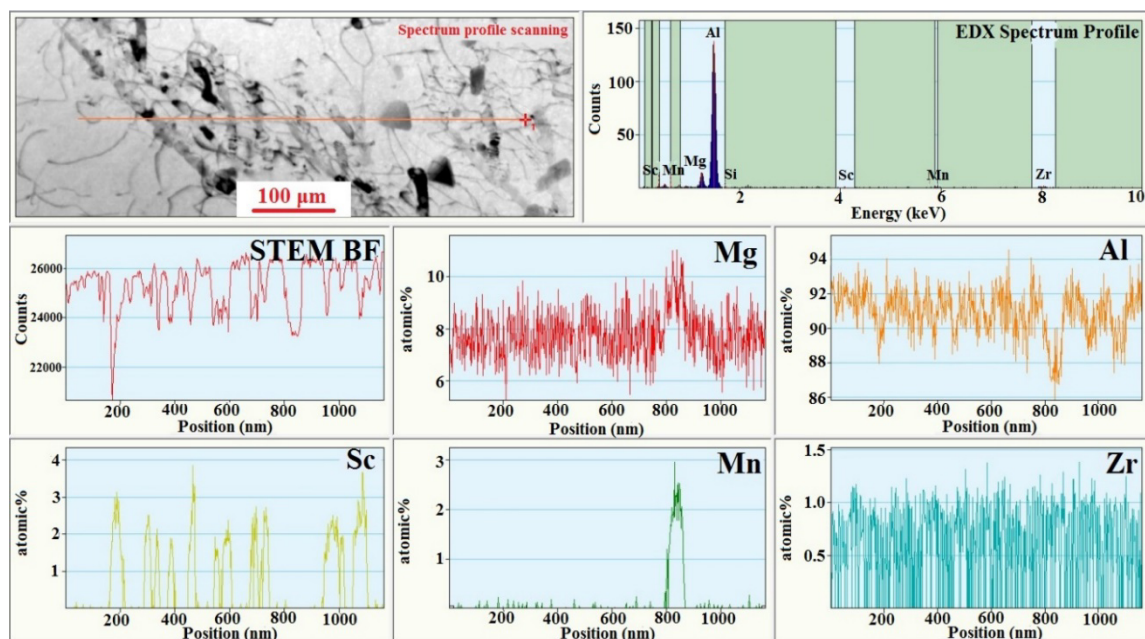 Spectrum profile scanning
1
100 µm
EDX Spectrum Profile
150
100
50
Counts
Al
Sc Mn Mg Si Sc Mn Zr
2 4 6 8 10
Energy (keV)
STEM BF
26000
24000
22000
Counts
200 400 600 800 1000
Position (nm)
Mg
10
8
6
atomic%
200 400 600 800 1000
Position (nm)
Al
94
92
90
88
86
atomic%
200 400 600 800 1000
Position (nm)
Sc
4
3
2
1
atomic%
200 400 600 800 1000
Position (nm)
Mn
3
2
1
atomic%
200 400 600 800 1000
Position (nm)
Zr
1.5
1.0
0.5
atomic%
200 400 600 800 1000
Position (nm)